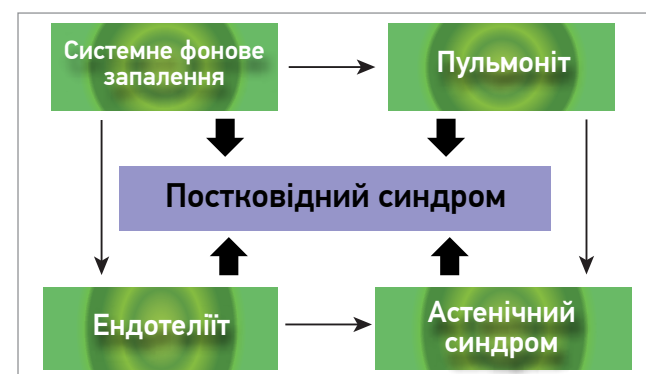 Системне фонове
запалення
Пульмоніт
Постковідний синдром
Ендотеліїт
Астенічний
синдром